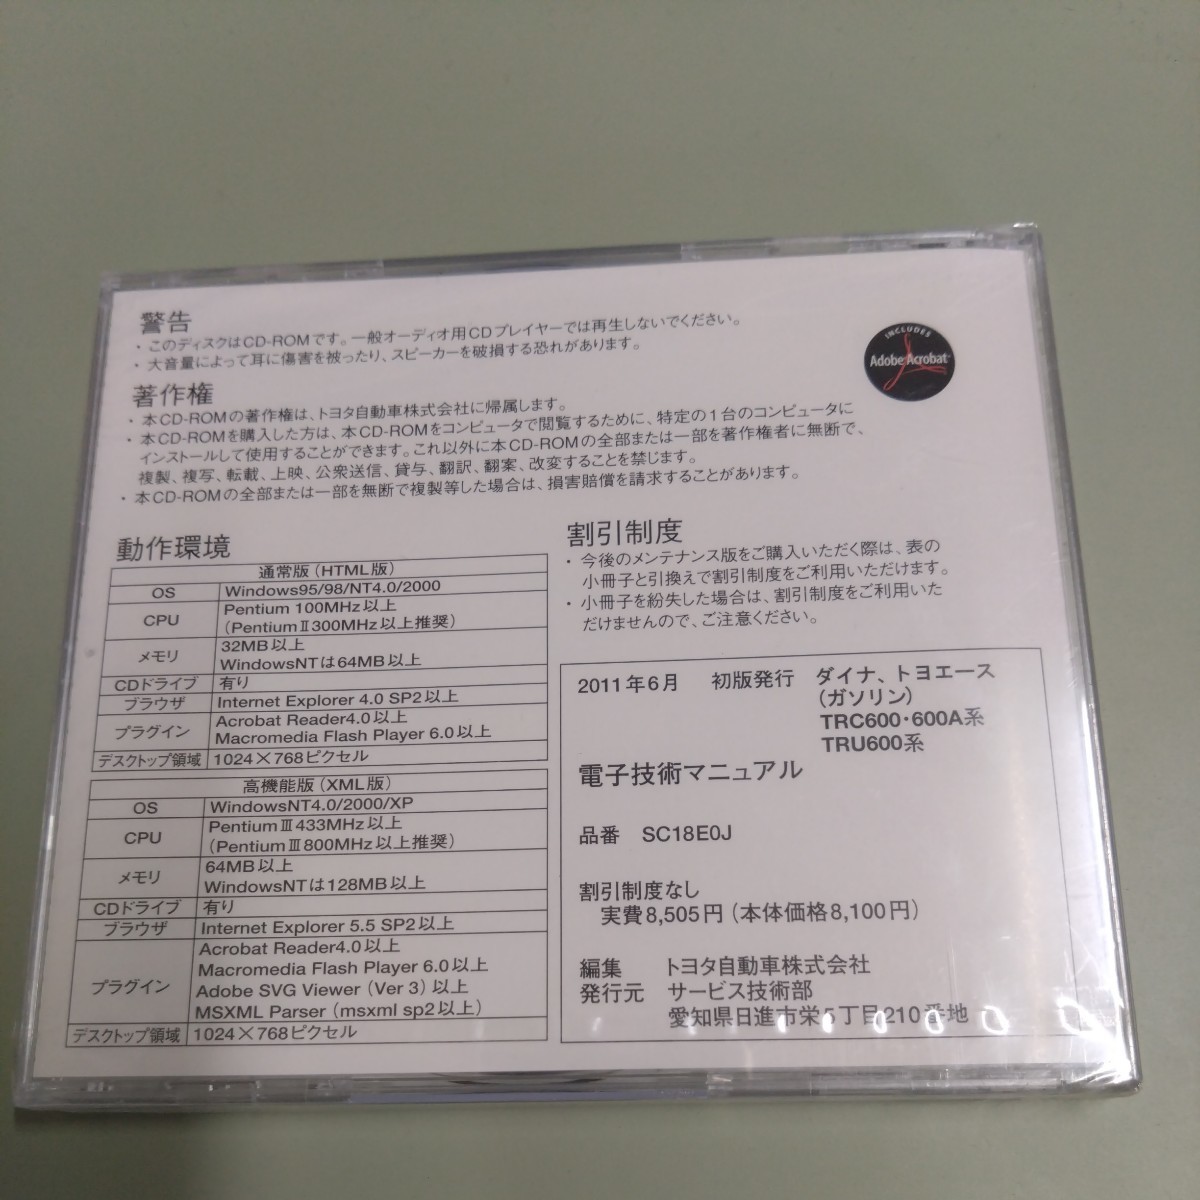 警告
・このディスクはCD-ROMです。一般オーディオ用CDプレイヤーでは再生しないでください。
・大音量によって耳に傷害を被ったり、スピーカーを破損する恐れがあります。
INCLUDES
Adobe Acrobat
著作権
・本CD-ROMの著作権は、トヨタ自動車株式会社に帰属します。
・本CD-ROMを購入した方は、本CD-ROMをコンピュータで閲覧するために、特定の1台のコンピュータに
インストールして使用することができます。これ以外に本CD-ROMの全部または一部を著作権者に無断で、
複製、複写、転載、上映、公衆送信、貸与、翻訳、翻案、改変することを禁じます。
・本CD-ROMの全部または一部を無断で複製等した場合は、損害賠償を請求することがあります。
動作環境
通常版(HTML版)
OS Windows95/98/NT4.0/2000
CPU Pentium 100MHz以上
(PentiumⅡ300MHz以上推奨)
メモリ 32MB以上
WindowsNTは64MB以上
CDドライブ 有り
ブラウザ Internet Explorer 4.0 SP2以上
プラグイン Acrobat Reader4.0以上
Macromedia Flash Player 6.0以上
デスクトップ領域 1024×768ピクセル
高機能版(XML版)
OS WindowsNT4.0/2000/XP
CPU PentiumⅢ433MHz以上
(PentiumⅢ800MHz以上推奨)
メモリ 64MB以上
WindowsNTは128MB以上
CDドライブ 有り
ブラウザ Internet Explorer 5.5 SP2以上
プラグイン Acrobat Reader4.0以上
Macromedia Flash Player 6.0以上
Adobe SVG Viewer (Ver 3) 以上
MSXML Parser (msxml sp2以上)
デスクトップ領域 1024×768ピクセル
割引制度
・今後のメンテナンス版をご購入いただく際は、表の
小冊子と引換えで割引制度をご利用いただけます。
・小冊子を紛失した場合は、割引制度をご利用いた
だけませんので、ご注意ください。
2011年6月 初版発行 ダイナ、トヨエース
(ガソリン)
TRC600・600A系
TRU600系
電子技術マニュアル
品番 SC18E0J
割引制度なし
実費8,505円(本体価格8,100円)
編集 トヨタ自動車株式会社
発行元 サービス技術部
愛知県日進市栄5丁目210番地